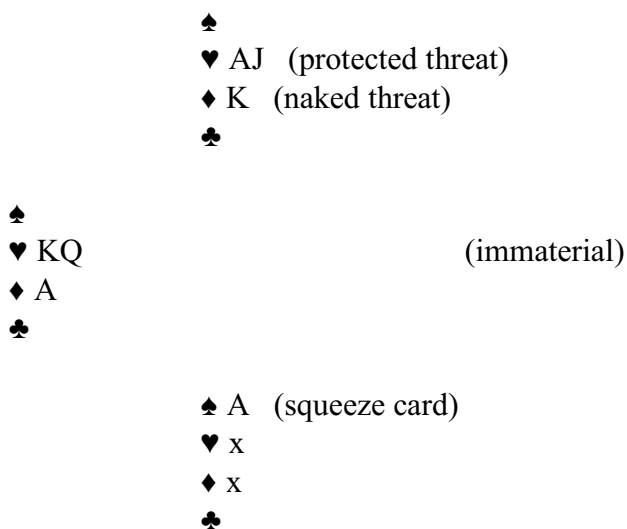 ♠
♥ AJ (protected threat)
♦ K (naked threat)
♣
♠
♥ KQ (immaterial)
♦ A
♣
♠ A (squeeze card)
♥ x
♦ x
♣